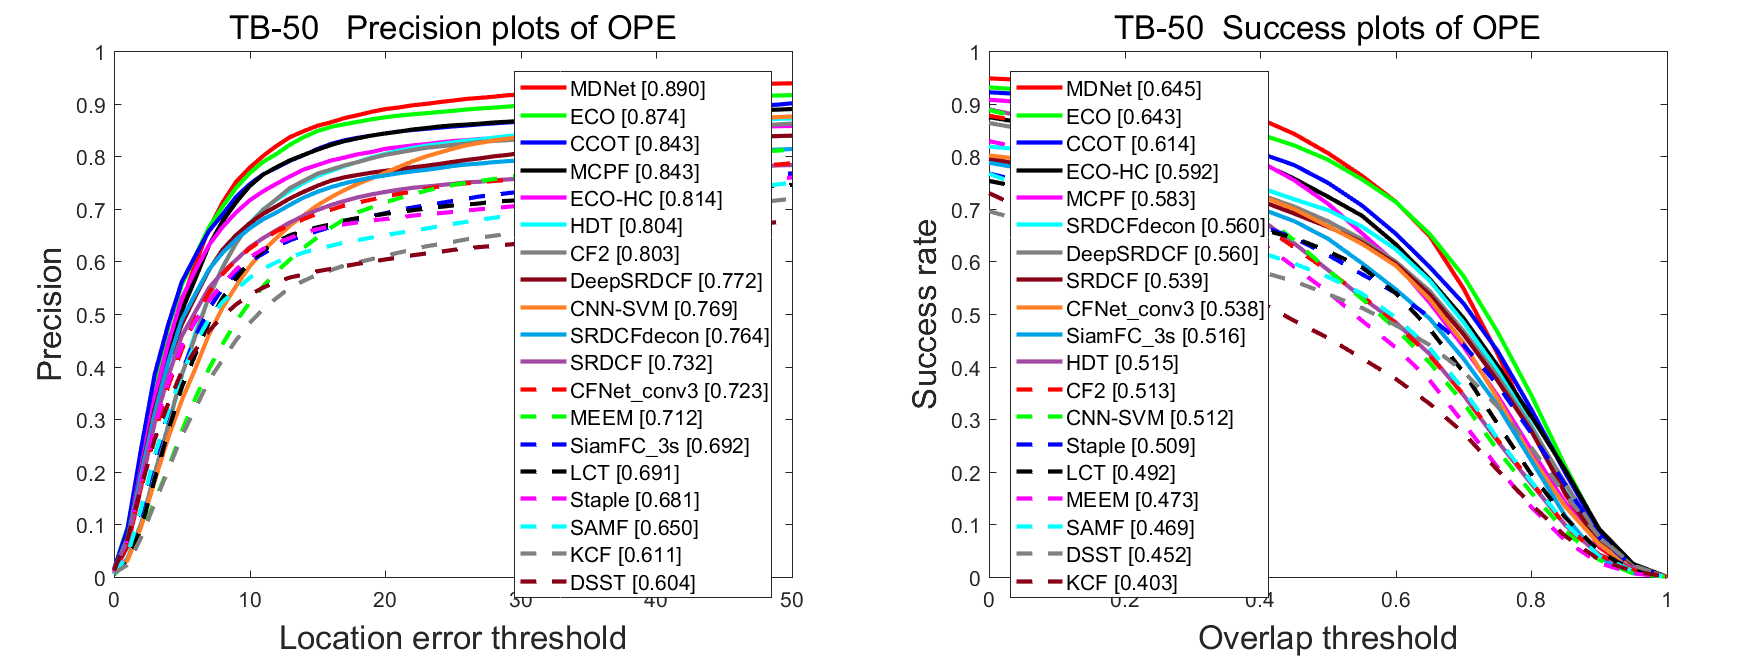 TB-50 Precision plots of OPE
1
0.9
0.8
0.7
0.6
0.5
0.4
0.3
0.2
0.1
0
Precision
MDNet [0.890]
ECO [0.874]
CCOT [0.843]
MCPF [0.843]
ECO-HC [0.814]
HDT [0.804]
CF2 [0.803]
DeepSRDCF [0.772]
CNN-SVM [0.769]
SRDCFdecon [0.764]
SRDCF [0.732]
CFNet_conv3 [0.723]
MEEM [0.712]
SiamFC_3s [0.692]
LCT [0.691]
Staple [0.681]
SAMF [0.650]
KCF [0.611]
DSST [0.604]
0 10 20 30 40 50
Location error threshold
TB-50 Success plots of OPE
1
0.9
0.8
0.7
0.6
0.5
0.4
0.3
0.2
0.1
0
Success rate
MDNet [0.645]
ECO [0.643]
CCOT [0.614]
ECO-HC [0.592]
MCPF [0.583]
SRDCFdecon [0.560]
DeepSRDCF [0.560]
SRDCF [0.539]
CFNet_conv3 [0.538]
SiamFC_3s [0.516]
HDT [0.515]
CF2 [0.513]
CNN-SVM [0.512]
Staple [0.509]
LCT [0.492]
MEEM [0.473]
SAMF [0.469]
DSST [0.452]
KCF [0.403]
0 0.2 0.4 0.6 0.8 1
Overlap threshold